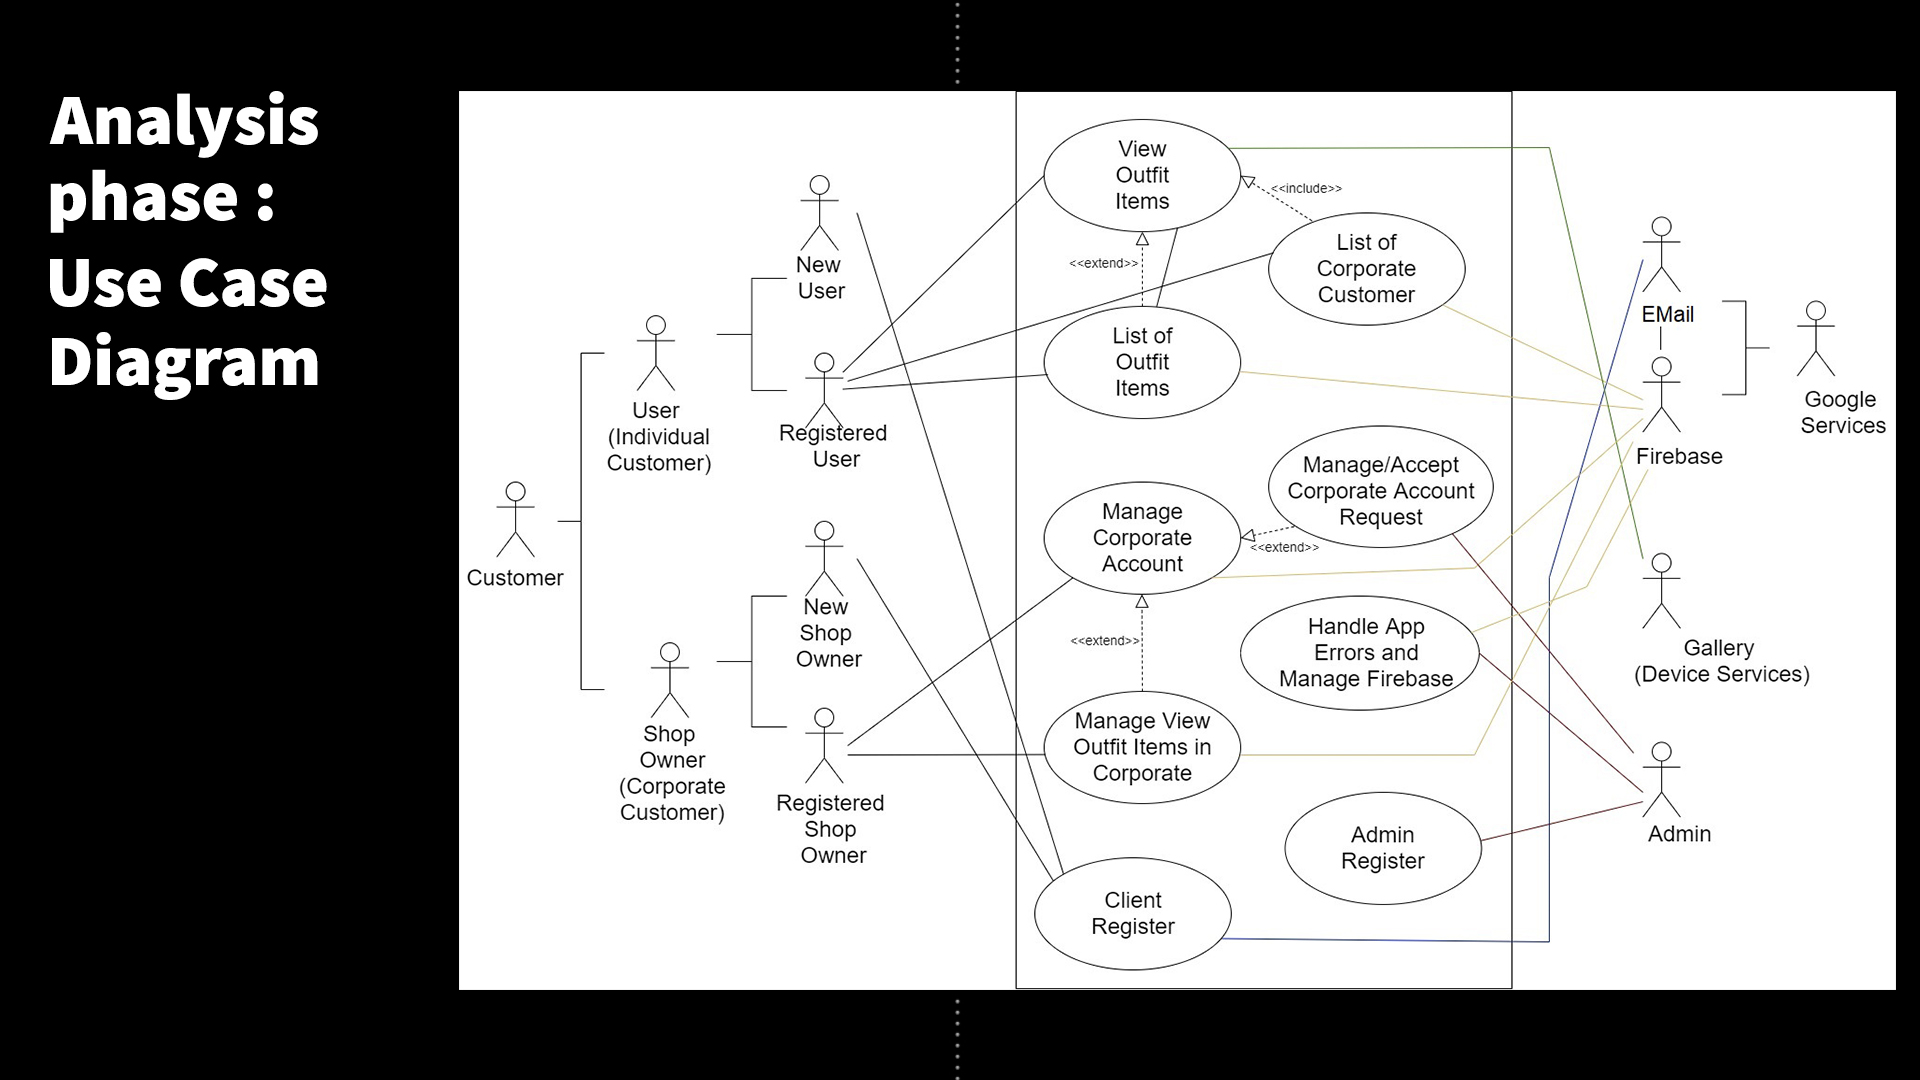 Analysis
phase :
Use Case
Diagram
Customer
User
(Individual
Customer)
Shop
Owner
(Corporate
Customer)
New
User
Registered
User
New
Shop
Owner
Registered
Shop
Owner
View
Outfit
Items
<<include>>
<<extend>>
List of
Corporate
Customer
List of
Outfit
Items
Manage/Accept
Corporate Account
Request
Manage
Corporate
Account
<<extend>>
<<extend>>
Handle App
Errors and
Manage Firebase
Manage View
Outfit Items in
Corporate
Admin
Register
Client
Register
EMail
Firebase
Google
Services
Gallery
(Device Services)
Admin